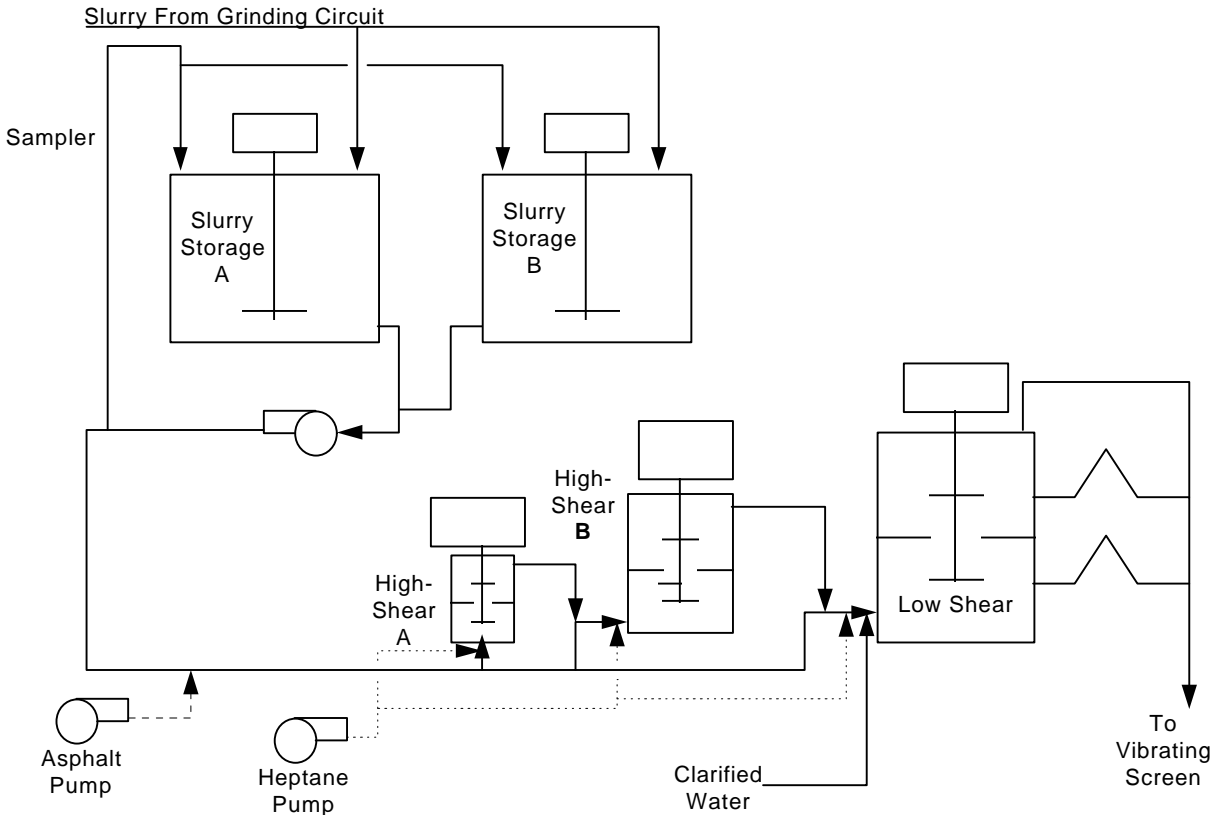 Slurry From Grinding Circuit
Sampler
Slurry
Storage
A
Slurry
Storage
B
High-
Shear
B
High-
Shear
A
Low Shear
Asphalt
Pump
Heptane
Pump
Clarified
Water
To
Vibrating
Screen